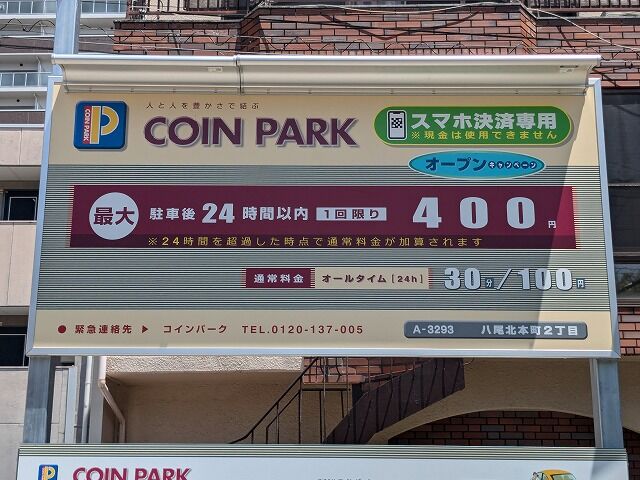 人と人を豊かさで結ぶ
COIN PARK
COIN PARK
スマホ決済専用
※現金は使用できません
オープンキャンペーン
最大 駐車後24時間以内 1回限り 400円
※24時間を超過した時点で通常料金が加算されます
通常料金 オールタイム[24h] 30分/100円
● 緊急連絡先 ▶ コインパーク TEL.0120-137-005
A-3293 八尾北本町2丁目
COIN PARK